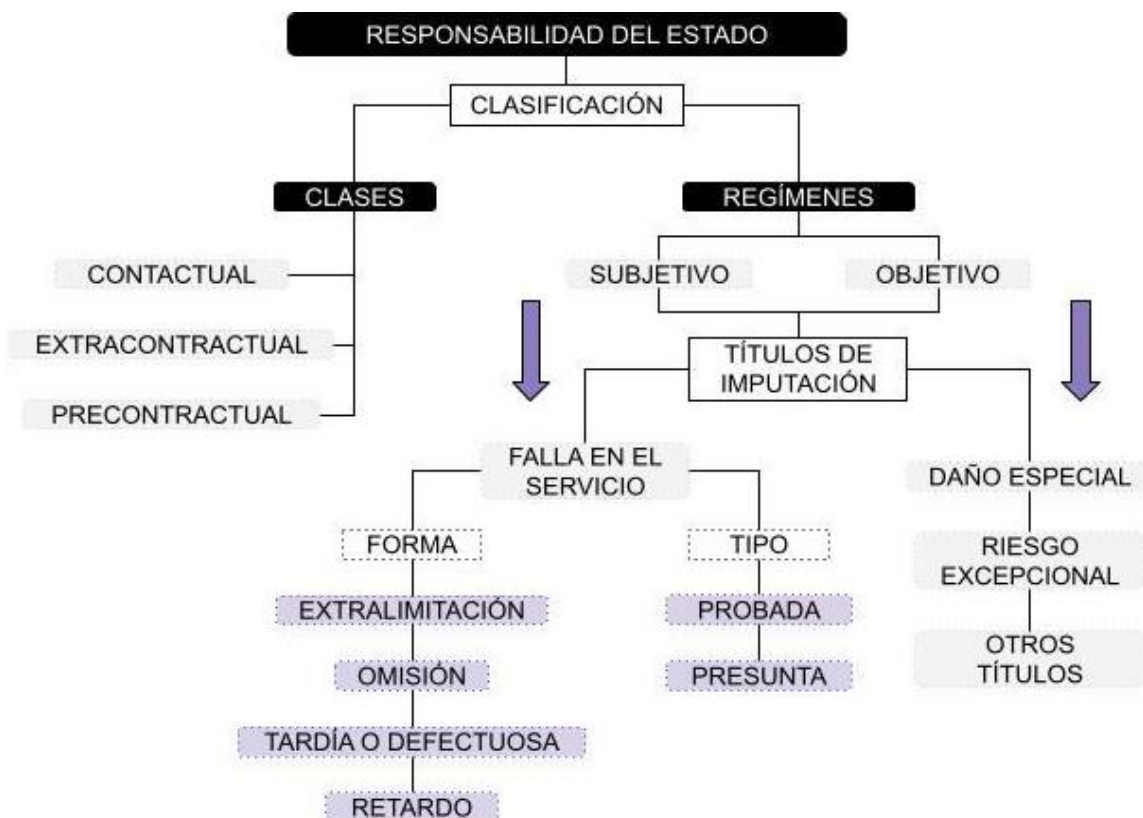 RESPONSABILIDAD DEL ESTADO
CLASIFICACIÓN
CLASES
REGÍMENES
CONTACTUAL
EXTRACONTRACTUAL
PRECONTRACTUAL
SUBJETIVO
OBJETIVO
TÍTULOS DE
IMPUTACIÓN
FALLA EN EL
SERVICIO
FORMA
EXTRALIMITACIÓN
OMISIÓN
TARDÍA O DEFECTUOSA
RETARDO
TIPO
PROBADA
PRESUNTA
DAÑO ESPECIAL
RIESGO
EXCEPCIONAL
OTROS
TÍTULOS